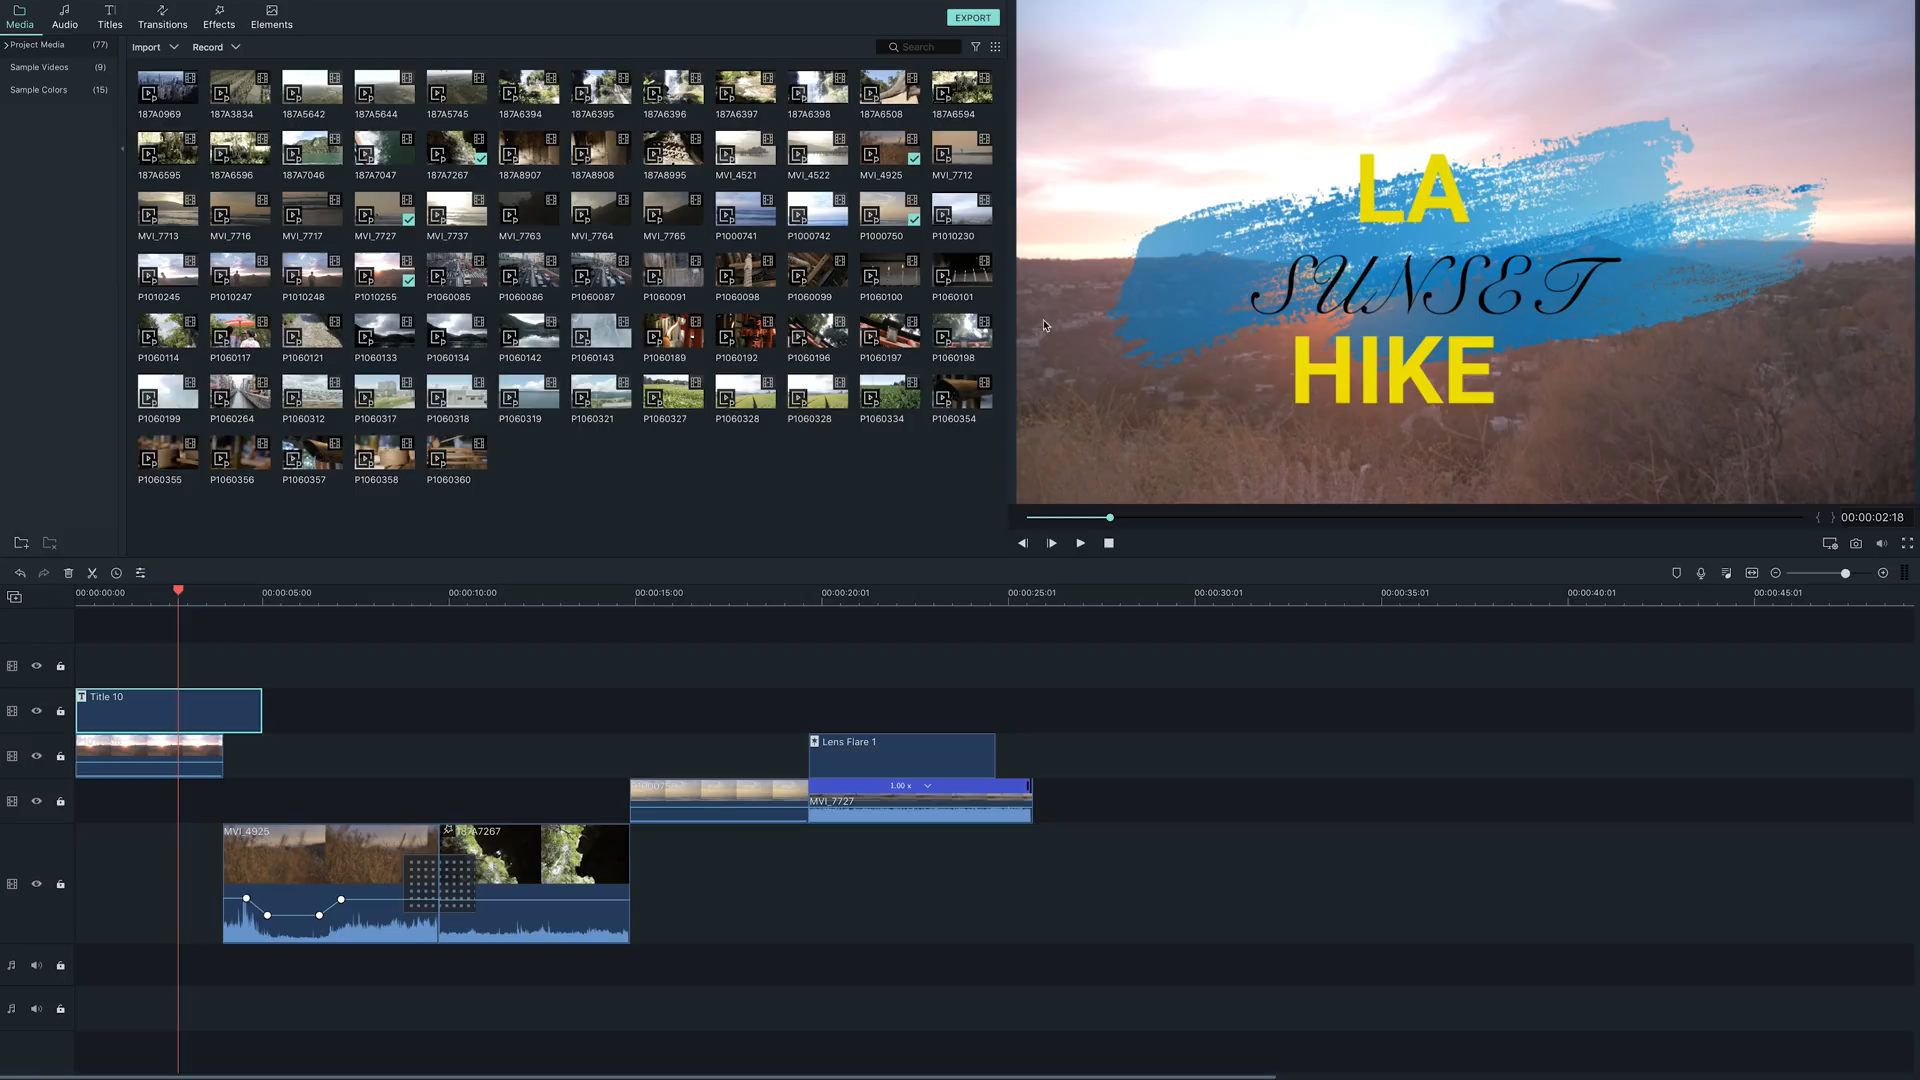 Media Audio Titles Transitions Effects Elements
EXPORT
Project Media (77)
Sample Videos (9)
Sample Colors (15)
Import Record Search
187A0969 187A3834 187A5642 187A5644 187A5745 187A6394 187A6395 187A6396 187A6397 187A6398 187A6508 187A6594
187A6595 187A6596 187A7046 187A7047 187A7267 187A8907 187A8908 187A8995 MVI_4521 MVI_4522 MVI_4925 MVI_7712
MVI_7713 MVI_7716 MVI_7717 MVI_7727 MVI_7737 MVI_7763 MVI_7764 MVI_7765 P1000741 P1000742 P1000750 P1010230
P1010245 P1010247 P1010248 P1010255 P1060085 P1060086 P1060087 P1060091 P1060098 P1060099 P1060100 P1060101
P1060114 P1060117 P1060121 P1060133 P1060134 P1060142 P1060143 P1060189 P1060192 P1060196 P1060197 P1060198
P1060199 P1060264 P1060312 P1060317 P1060318 P1060319 P1060321 P1060327 P1060328 P1060328 P1060334 P1060354
P1060355 P1060356 P1060357 P1060358 P1060360
LA
SUNSET
HIKE
{ } 00:00:02:18
00:00:00:00 00:00:05:00 00:00:10:00 00:00:15:00 00:00:20:01 00:00:25:01 00:00:30:01 00:00:35:01 00:00:40:01 00:00:45:01
Title 10
Lens Flare 1
1.00 x
MVI_7727
MVI_4925
187A7267